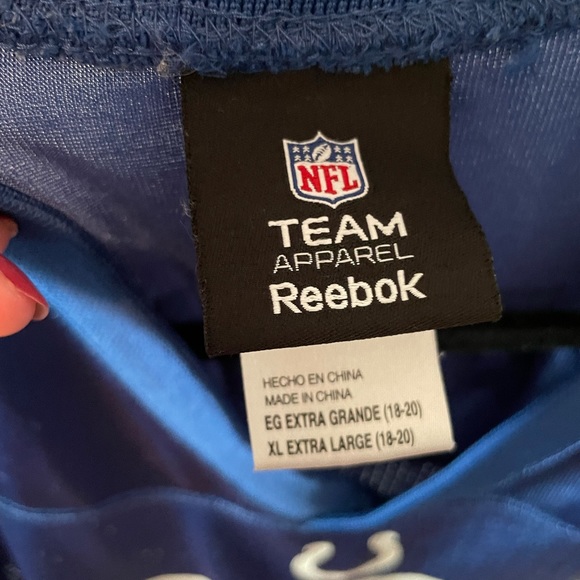 NFL
TEAM
APPAREL
Reebok
HECHO EN CHINA
MADE IN CHINA
EG EXTRA GRANDE (18-20)
XL EXTRA LARGE (18-20)